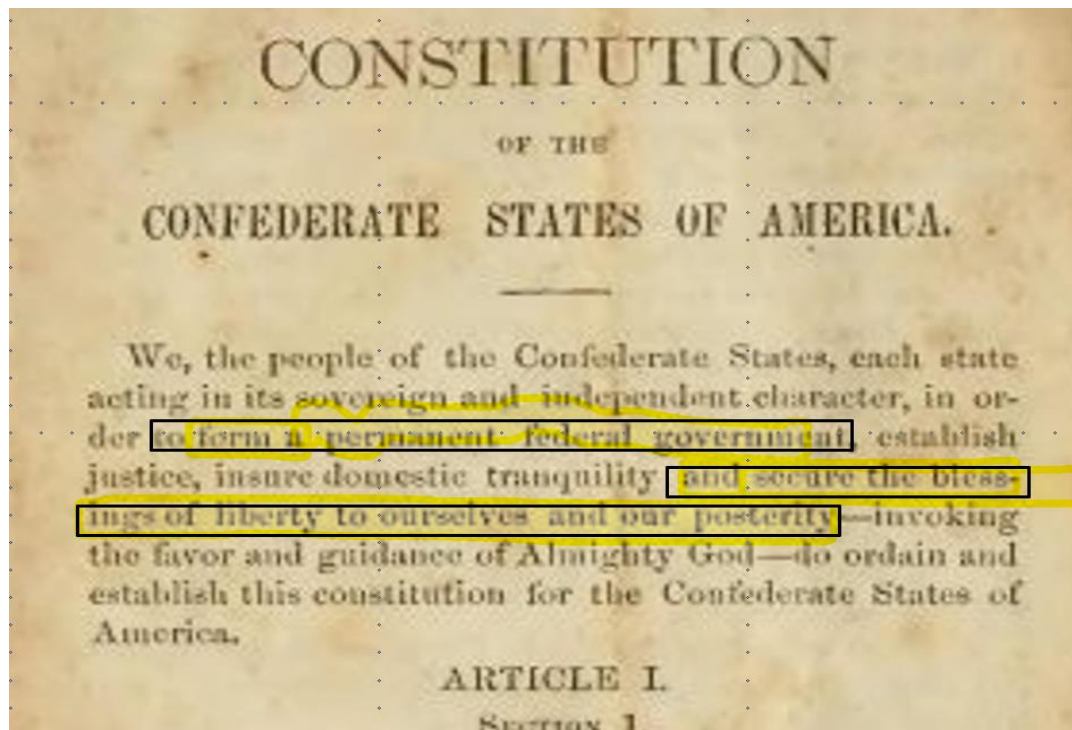 CONSTITUTION
OF THE
CONFEDERATE STATES OF AMERICA.
We, the people of the Confederate States, each state
acting in its sovereign and independent character, in or-
der to form a permanent federal government, establish
justice, insure domestic tranquility and secure the bless-
ings of liberty to ourselves and our posterity—invoking
the favor and guidance of Almighty God—do ordain and
establish this constitution for the Confederate States of
America.
ARTICLE I.
Section 1